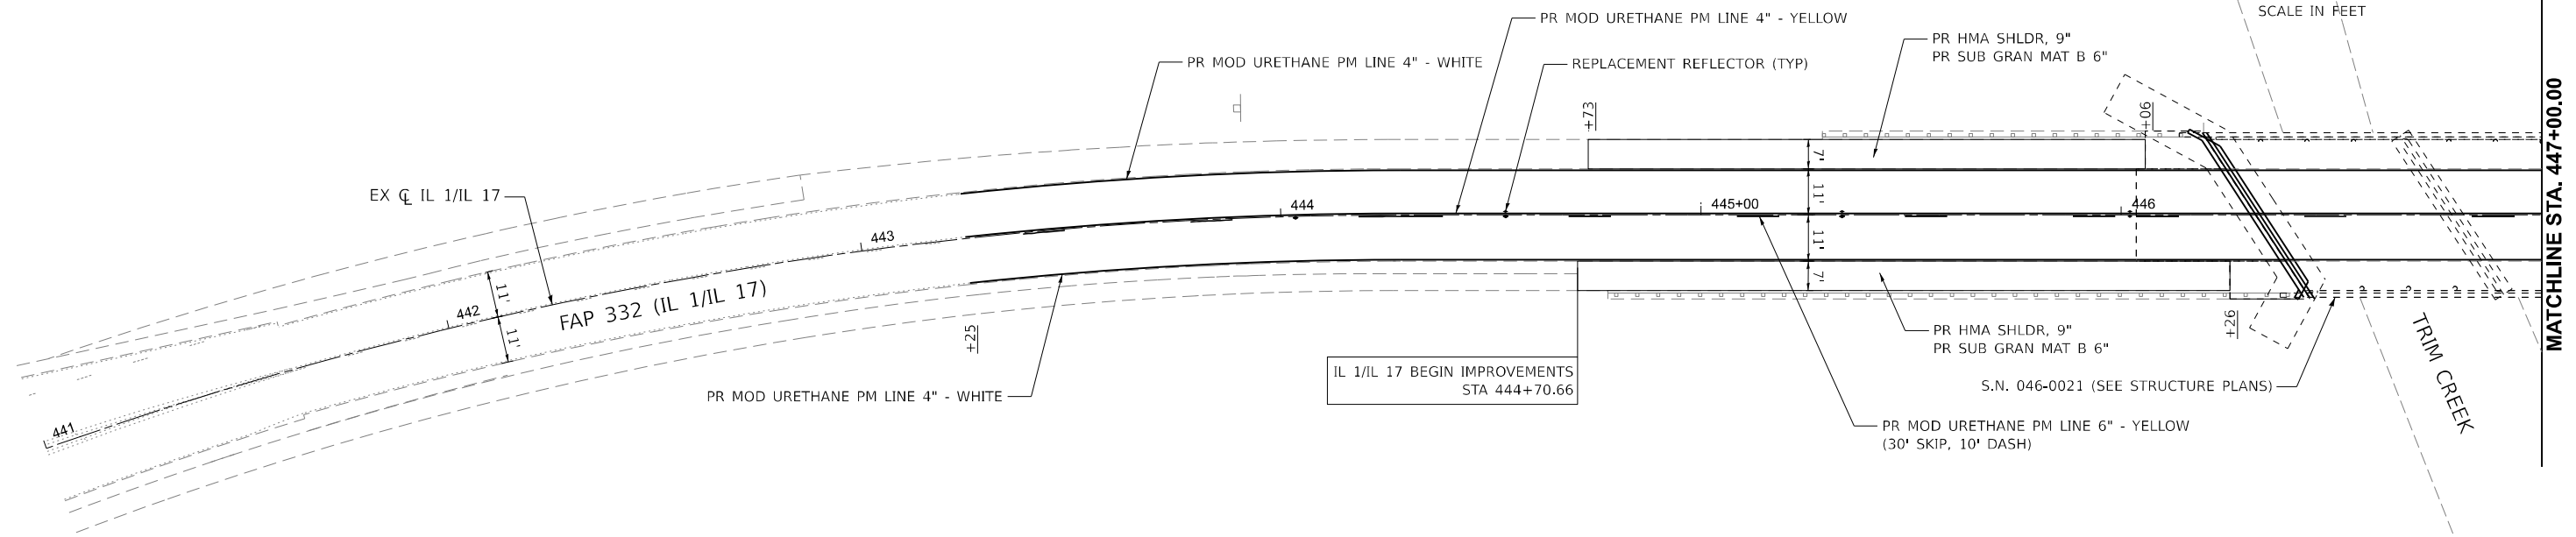 SCALE IN FEET
PR MOD URETHANE PM LINE 4" - YELLOW
PR HMA SHLDR, 9"
PR SUB GRAN MAT B 6"
PR MOD URETHANE PM LINE 4" - WHITE
REPLACEMENT REFLECTOR (TYP)
+73
+06
MATCHLINE STA. 447+00.00
7'
EX ℄ IL 1/IL 17
11'
444
445+00
446
443
11'
11'
442
FAP 332 (IL 1/IL 17)
7'
11'
+25
+26
PR HMA SHLDR, 9"
PR SUB GRAN MAT B 6"
TRIM CREEK
IL 1/IL 17 BEGIN IMPROVEMENTS
STA 444+70.66
S.N. 046-0021 (SEE STRUCTURE PLANS)
PR MOD URETHANE PM LINE 4" - WHITE
441
PR MOD URETHANE PM LINE 6" - YELLOW
(30' SKIP, 10' DASH)